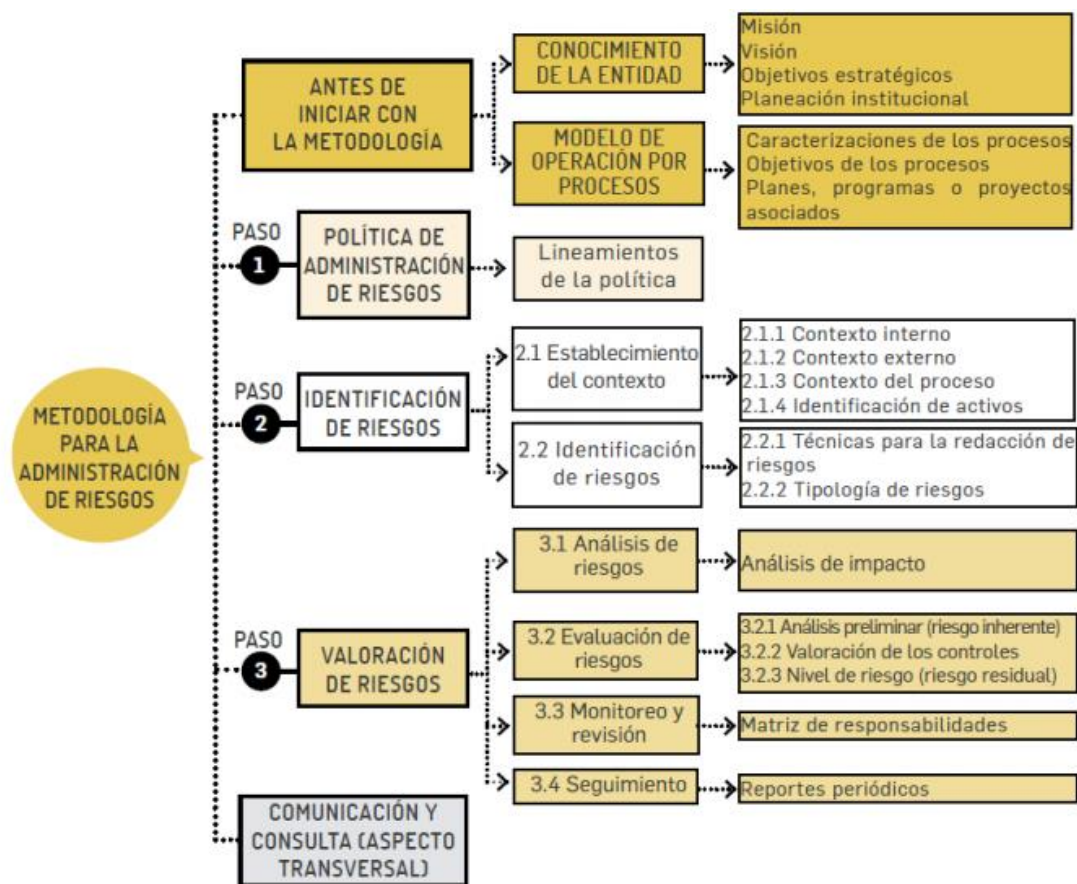 METODOLOGÍA
PARA LA
ADMINISTRACIÓN
DE RIESGOS
ANTES DE
INICIAR CON
LA METODOLOGÍA
CONOCIMIENTO
DE LA ENTIDAD
Misión
Visión
Objetivos estratégicos
Planeación institucional
MODELO DE
OPERACIÓN POR
PROCESOS
Caracterizaciones de los procesos
Objetivos de los procesos
Planes, programas o proyectos
asociados
PASO
1
POLÍTICA DE
ADMINISTRACIÓN
DE RIESGOS
Lineamientos
de la política
PASO
2
IDENTIFICACIÓN
DE RIESGOS
2.1 Establecimiento
del contexto
2.1.1 Contexto interno
2.1.2 Contexto externo
2.1.3 Contexto del proceso
2.1.4 Identificación de activos
2.2 Identificación
de riesgos
2.2.1 Técnicas para la redacción de
riesgos
2.2.2 Tipología de riesgos
PASO
3
VALORACIÓN
DE RIESGOS
3.1 Análisis de
riesgos
Análisis de impacto
3.2 Evaluación de
riesgos
3.2.1 Análisis preliminar (riesgo inherente)
3.2.2 Valoración de los controles
3.2.3 Nivel de riesgo (riesgo residual)
3.3 Monitoreo y
revisión
Matriz de responsabilidades
3.4 Seguimiento
Reportes periódicos
COMUNICACIÓN Y
CONSULTA (ASPECTO
TRANSVERSAL)